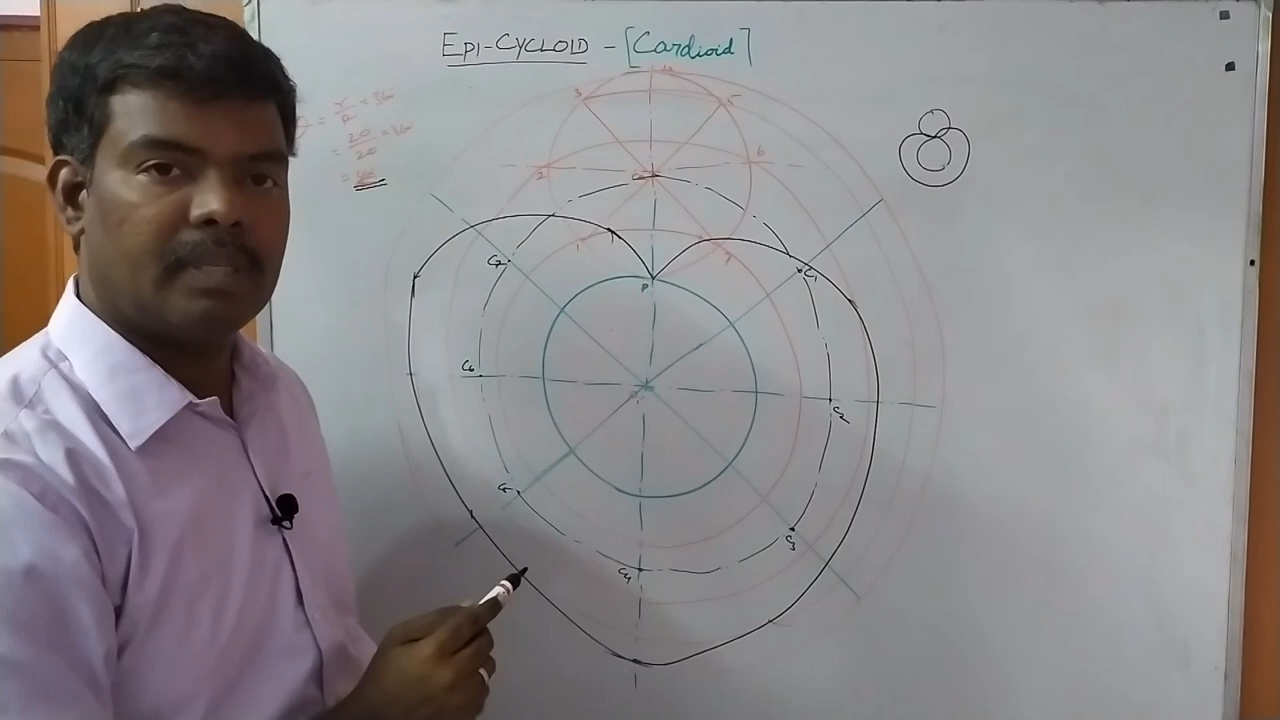 EPI-CYCLOID - [Cardioid]
= r/R × 360
= 20/20 × 360
3
5
2
6
1
7
P
C1
C2
C3
C4
C5
C6
C7